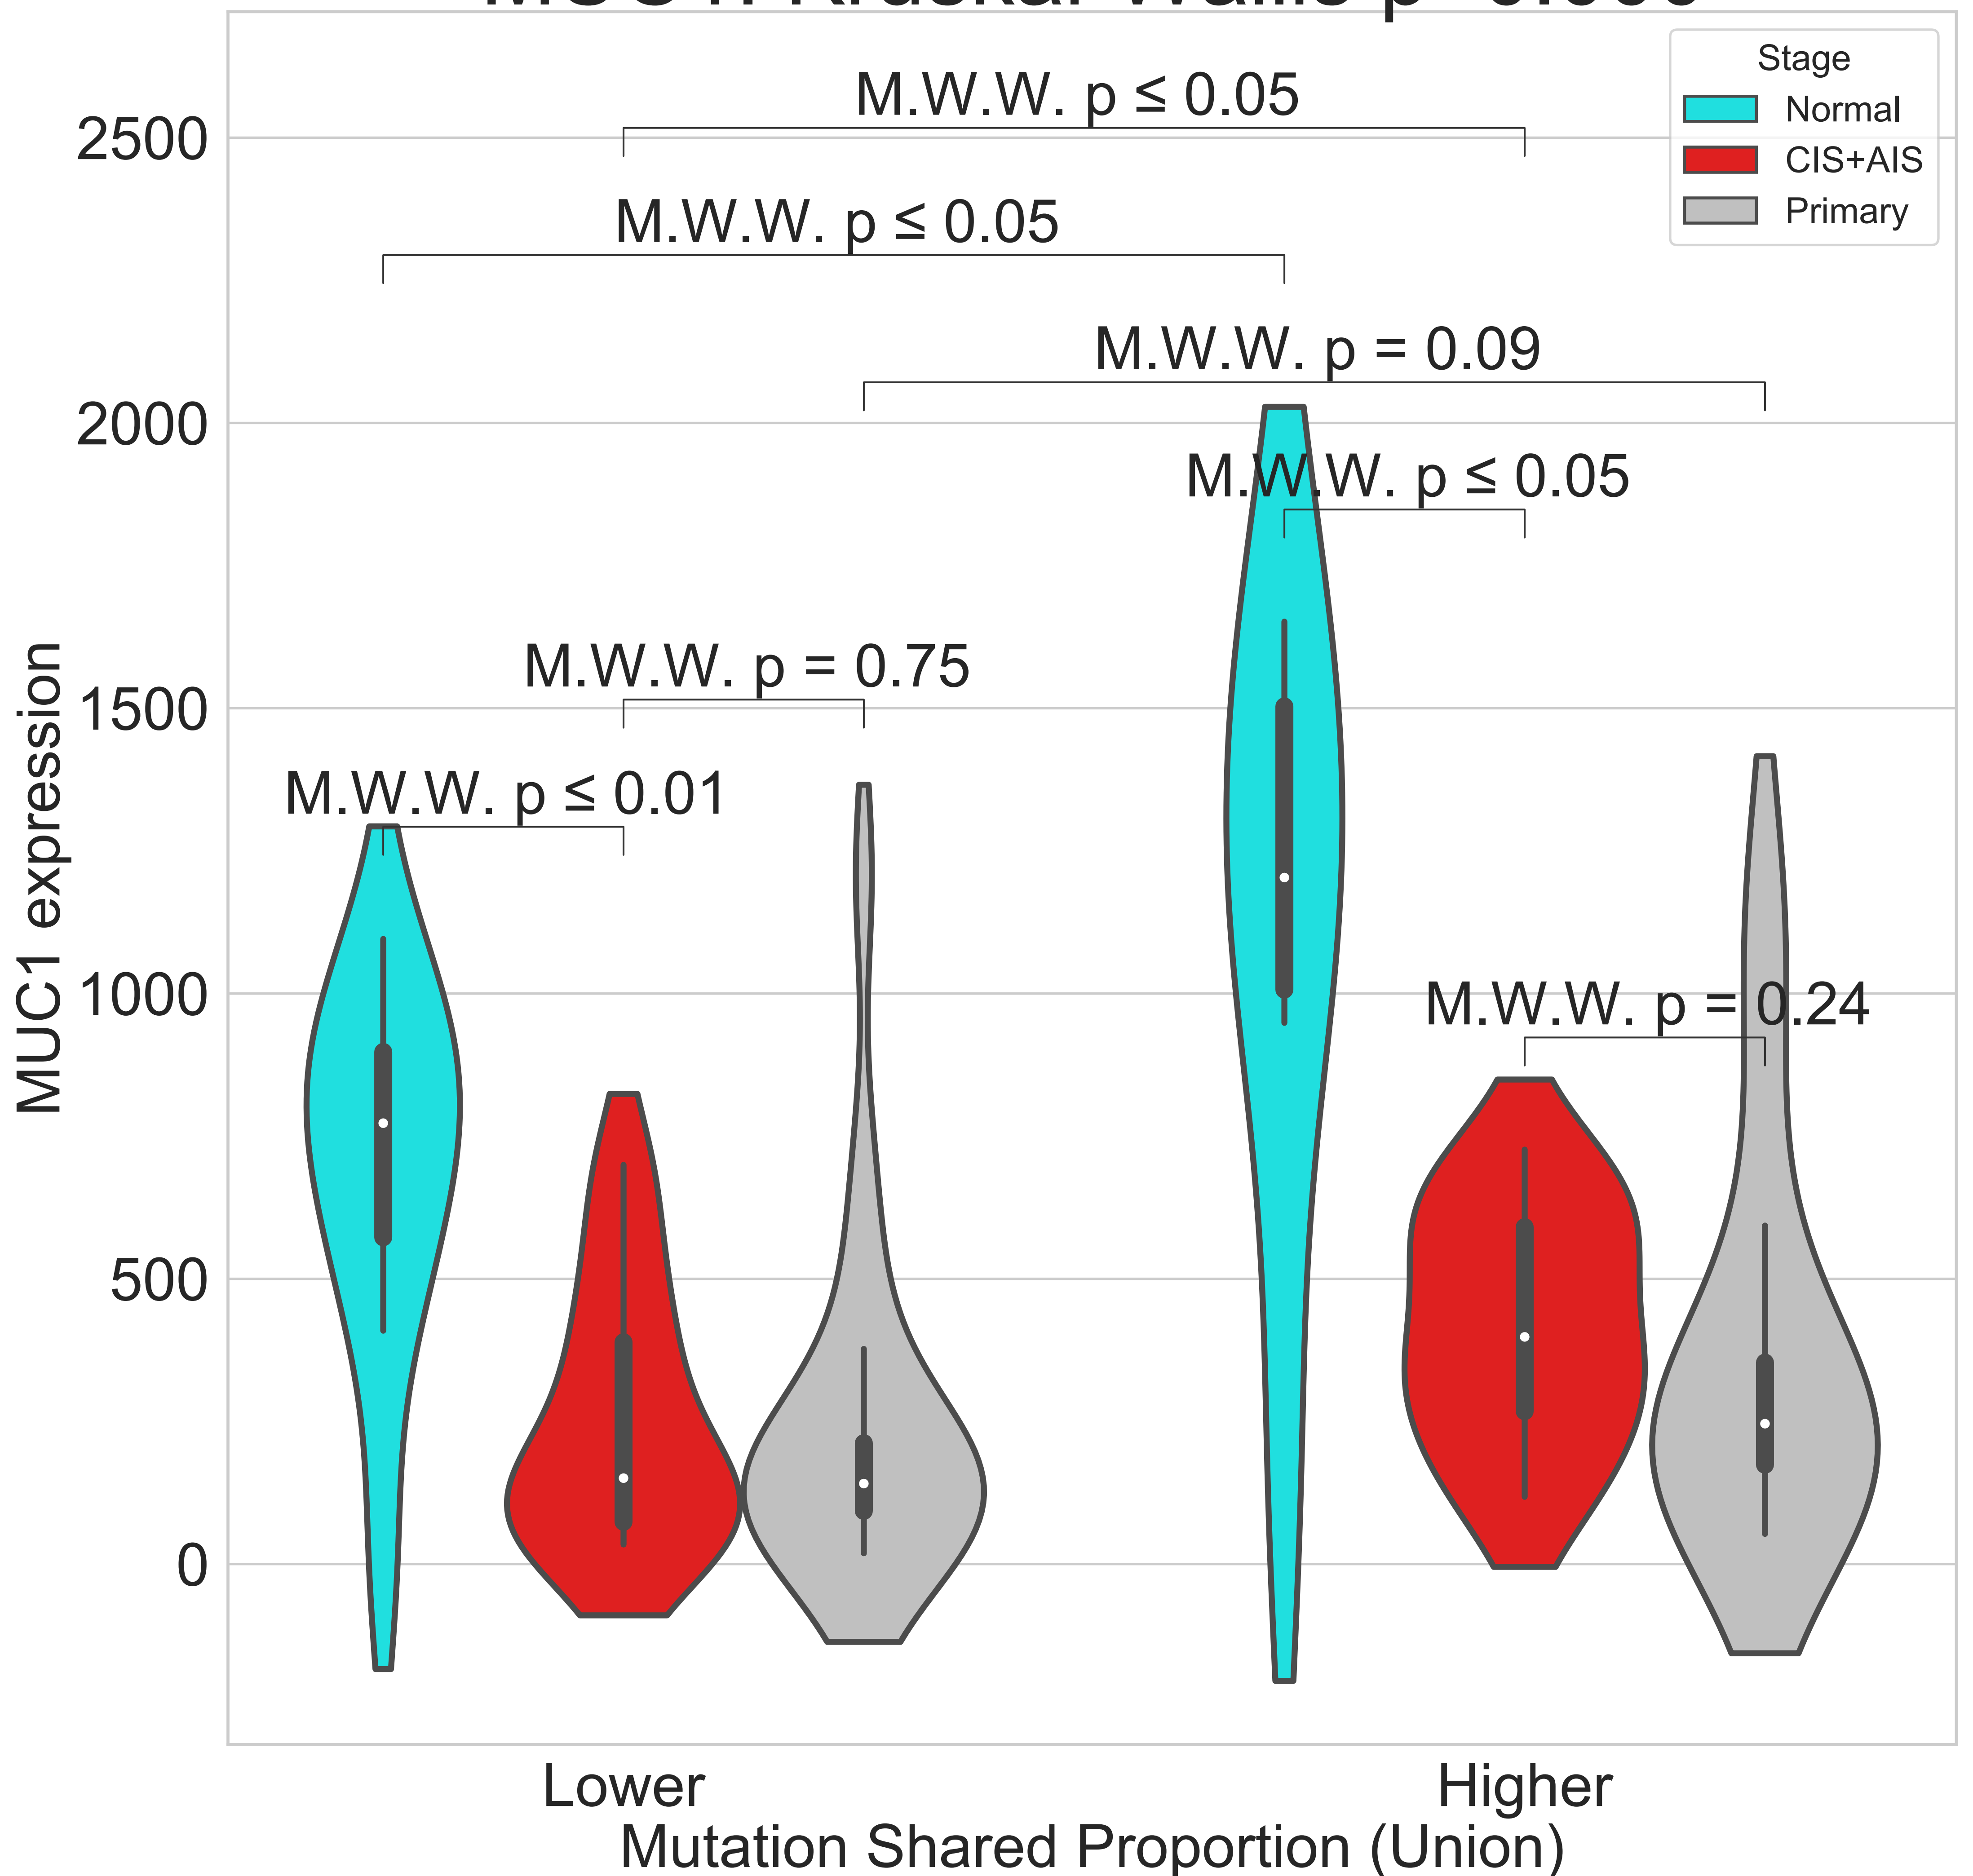 Stage
Normal
CIS+AIS
Primary
M.W.W. p ≤ 0.05
M.W.W. p ≤ 0.05
M.W.W. p = 0.09
M.W.W. p ≤ 0.05
M.W.W. p = 0.75
M.W.W. p ≤ 0.01
M.W.W. p = 0.24
2500
2000
1500
1000
500
0
MUC1 expression
Lower
Higher
Mutation Shared Proportion (Union)